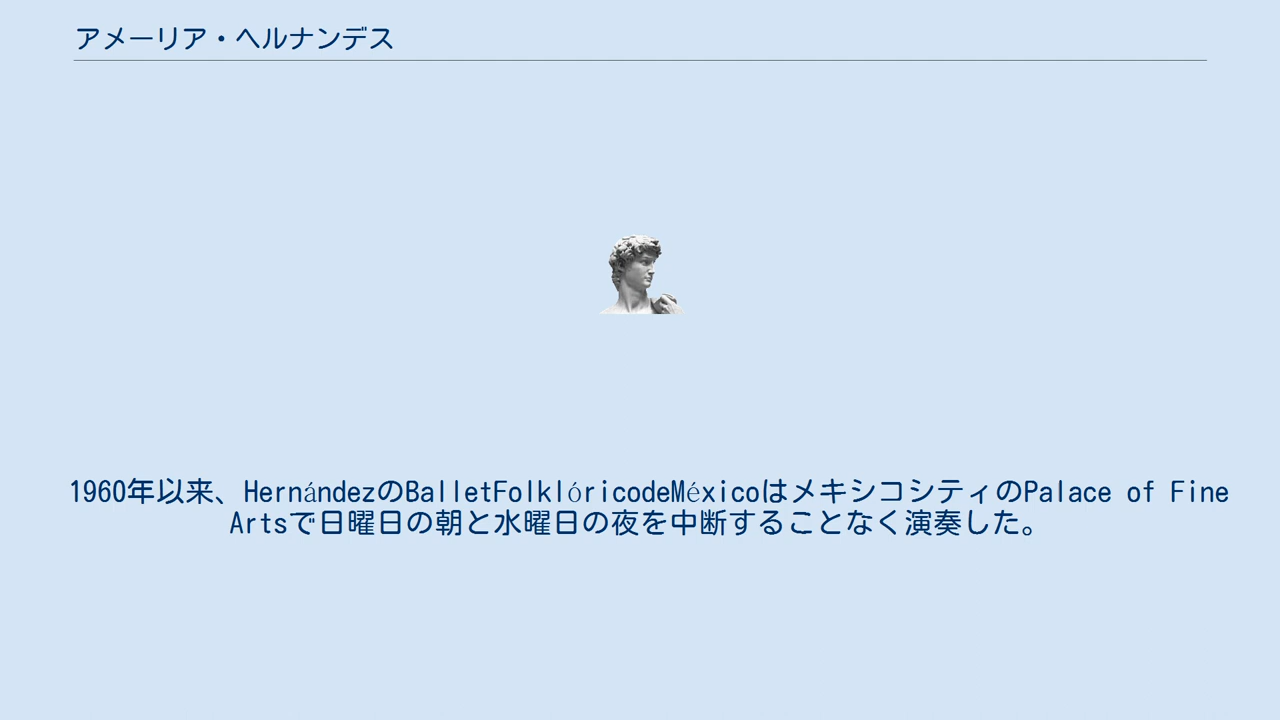 アメーリア・ヘルナンデス
1960年以来、HernándezのBalletFolklóricodeMéxicoはメキシコシティのPalace of Fine
Artsで日曜日の朝と水曜日の夜を中断することなく演奏した。